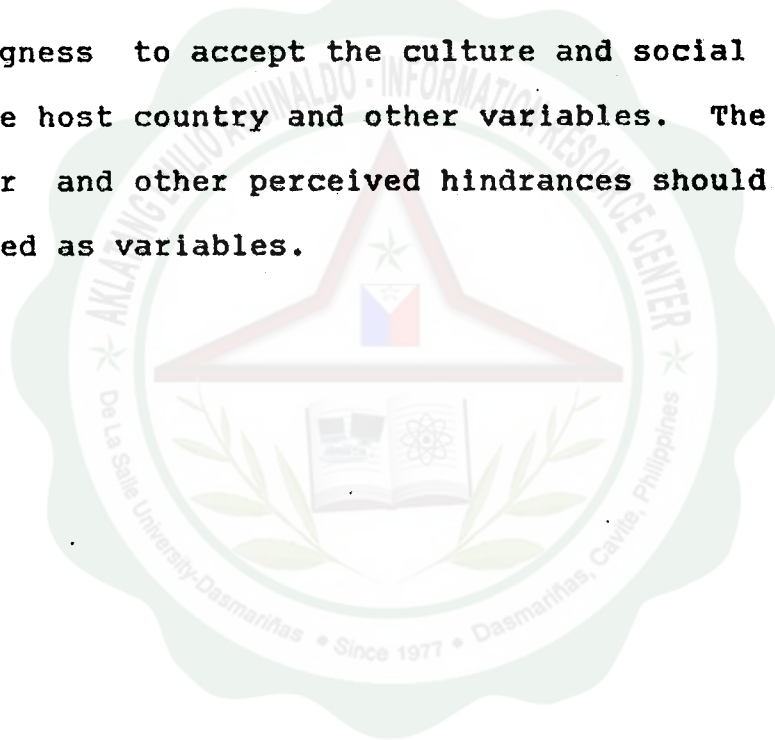 gness to accept the culture and social
e host country and other variables. The
r and other perceived hindrances should
ed as variables.
AKLATANG EMILIO AGUINALDO - INFORMATION RESOURCE CENTER
De La Salle University-Dasmariñas • Since 1977 • Dasmariñas, Cavite, Philippines